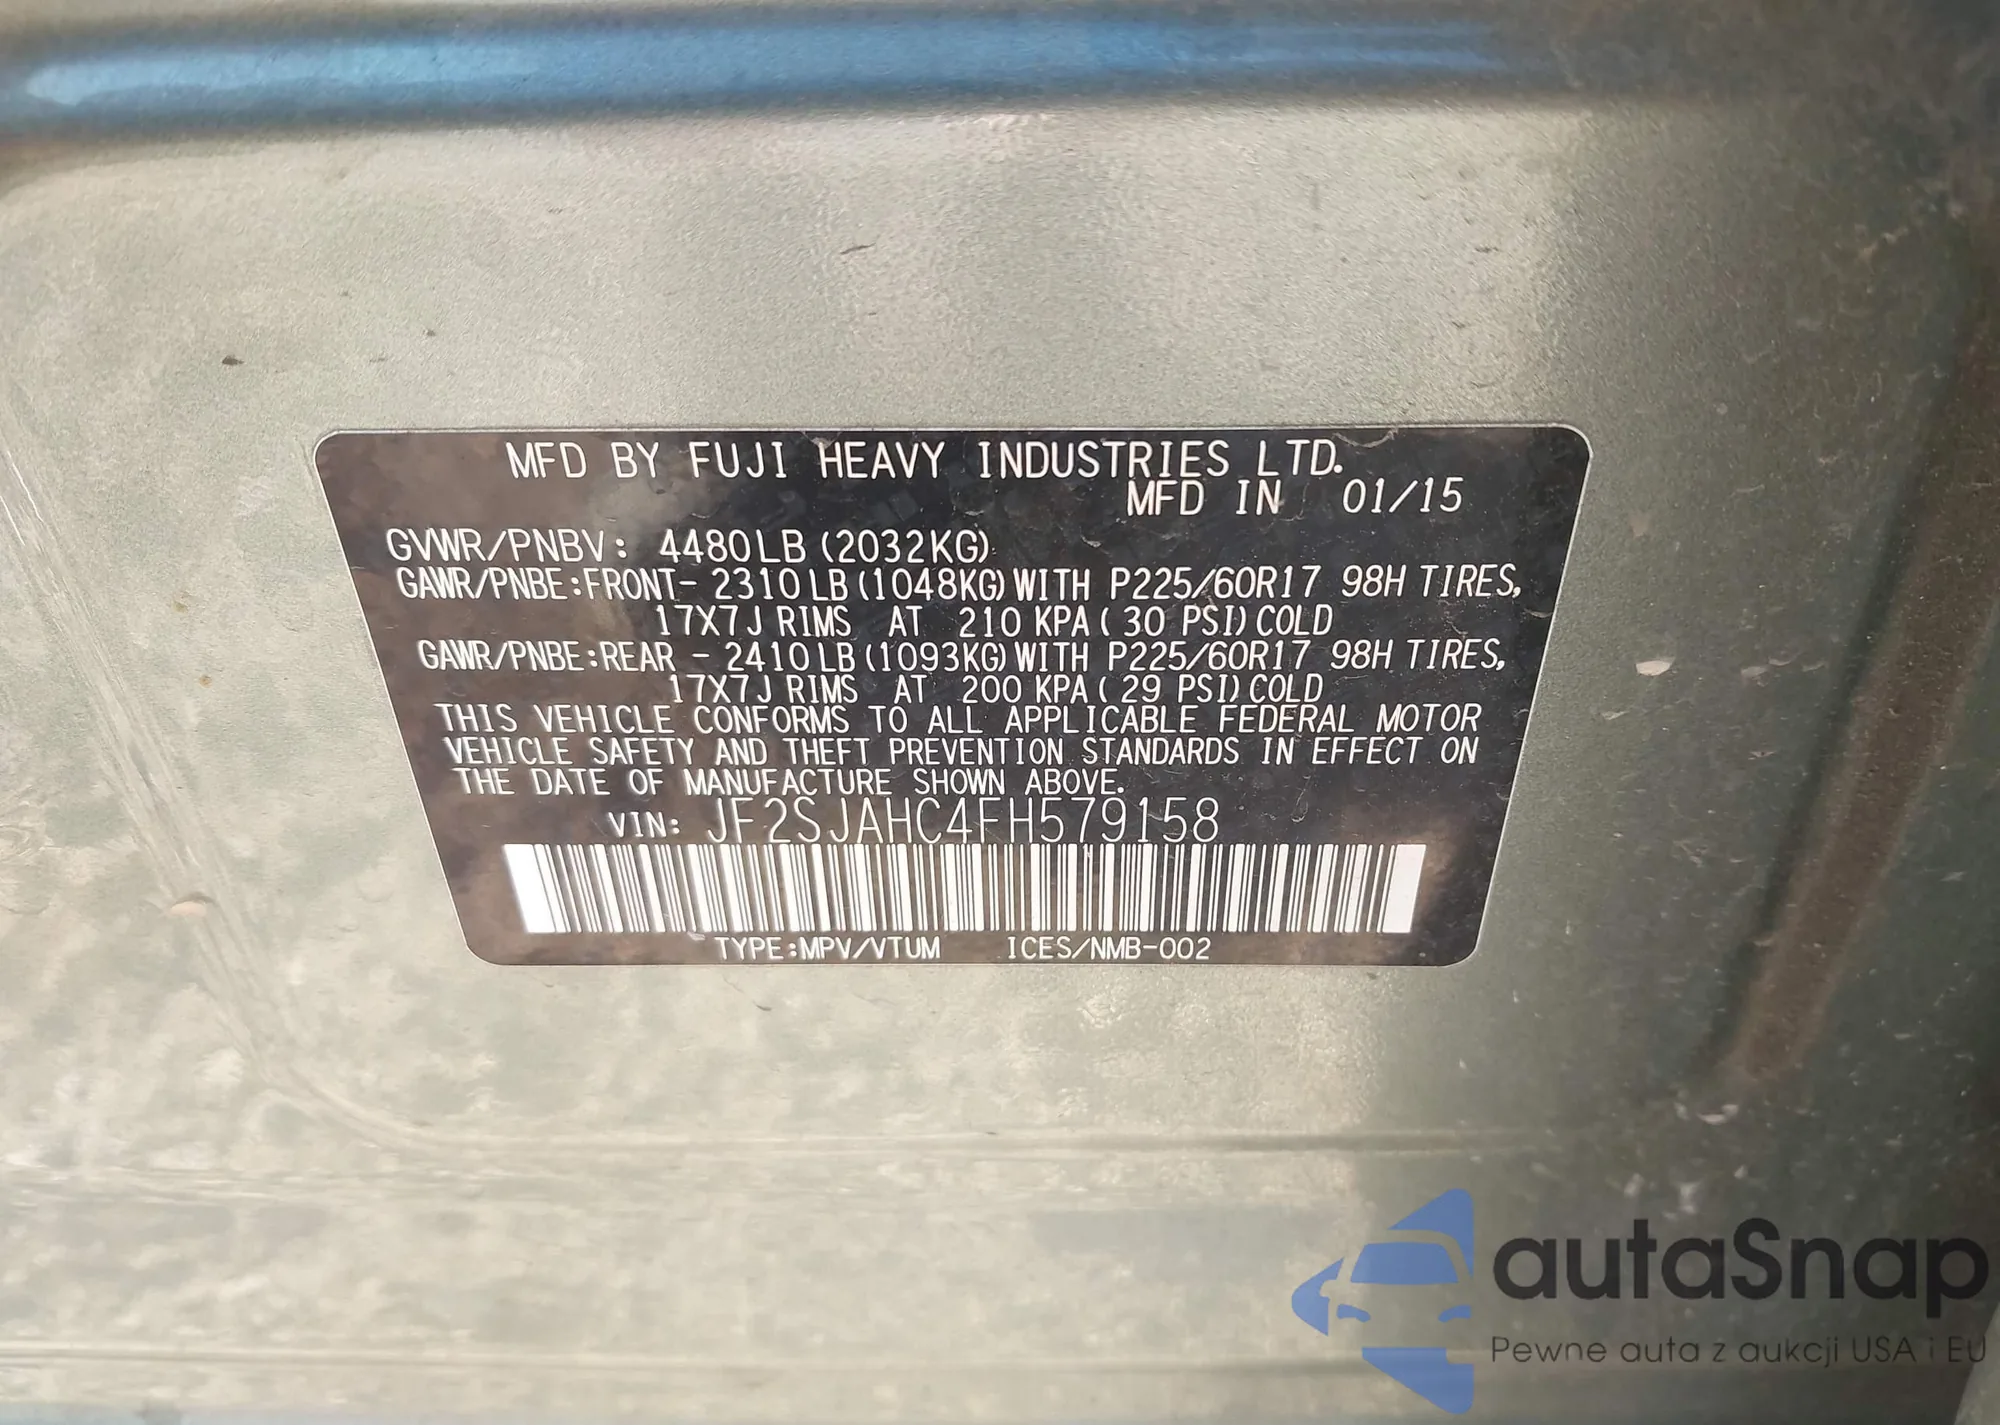 MFD BY FUJI HEAVY INDUSTRIES LTD.
MFD IN 01/15
GVWR/PNBV: 4480LB (2032KG)
GAWR/PNBE:FRONT- 2310LB (1048KG) WITH P225/60R17 98H TIRES,
17X7J RIMS AT 210 KPA ( 30 PSI) COLD
GAWR/PNBE:REAR - 2410LB (1093KG) WITH P225/60R17 98H TIRES,
17X7J RIMS AT 200 KPA ( 29 PSI) COLD
THIS VEHICLE CONFORMS TO ALL APPLICABLE FEDERAL MOTOR
VEHICLE SAFETY AND THEFT PREVENTION STANDARDS IN EFFECT ON
THE DATE OF MANUFACTURE SHOWN ABOVE.
VIN: JF2SJAHC4FH579158
TYPE:MPV/VTUM ICES/NMB-002
autaSnap
Pewne auta z aukcji USA i EU